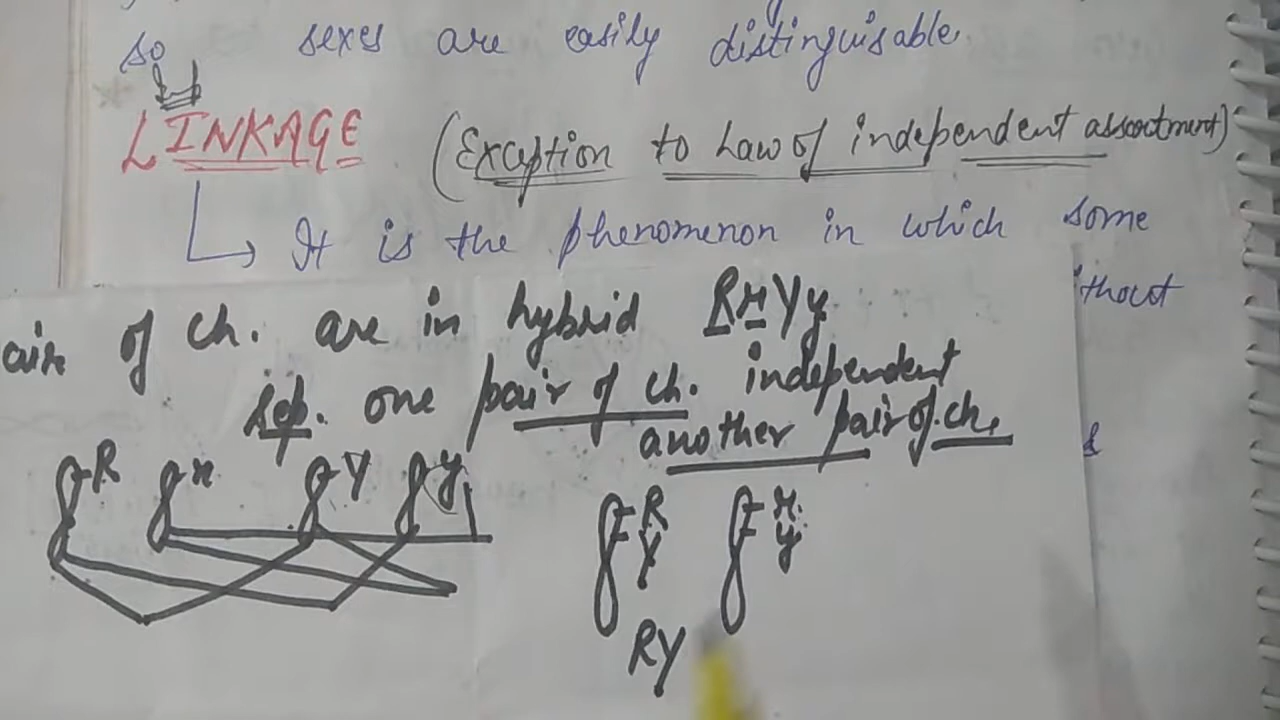 so sexes are easily distinguisable
LINKAGE (Exception to Law of independent assortment)
It is the phenomenon in which some
air of ch. are in hybrid RrYy
thout
sep. one pair of ch. independent
another pair of ch.
R r Y y
R r
Y y
RY